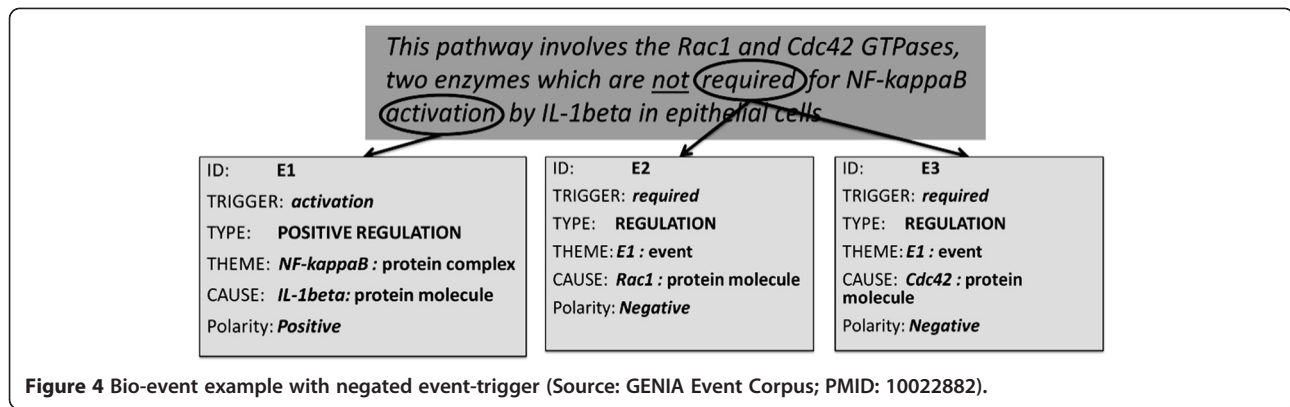 This pathway involves the Rac1 and Cdc42 GTPases,
two enzymes which are not required for NF-kappaB
activation by IL-1beta in epithelial cells
ID: E1
TRIGGER: activation
TYPE: POSITIVE REGULATION
THEME: NF-kappaB : protein complex
CAUSE: IL-1beta: protein molecule
Polarity: Positive
ID: E2
TRIGGER: required
TYPE: REGULATION
THEME: E1 : event
CAUSE: Rac1 : protein molecule
Polarity: Negative
ID: E3
TRIGGER: required
TYPE: REGULATION
THEME: E1 : event
CAUSE: Cdc42 : protein
molecule
Polarity: Negative
Figure 4 Bio-event example with negated event-trigger (Source: GENIA Event Corpus; PMID: 10022882).